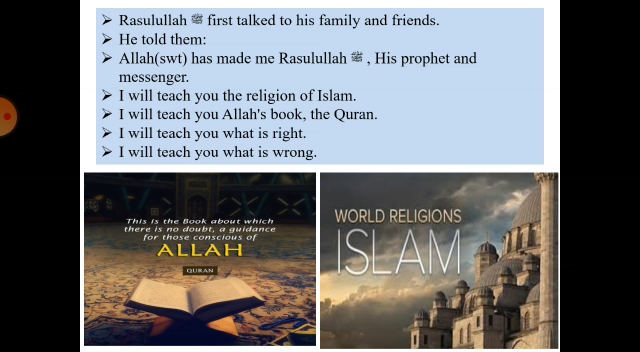 ➢ Rasulullah ﷺ first talked to his family and friends.
➢ He told them:
➢ Allah(swt) has made me Rasulullah ﷺ , His prophet and
messenger.
➢ I will teach you the religion of Islam.
➢ I will teach you Allah's book, the Quran.
➢ I will teach you what is right.
➢ I will teach you what is wrong.
This is the Book about which
there is no doubt, a guidance
for those conscious of
ALLAH
QURAN
WORLD RELIGIONS
ISLAM